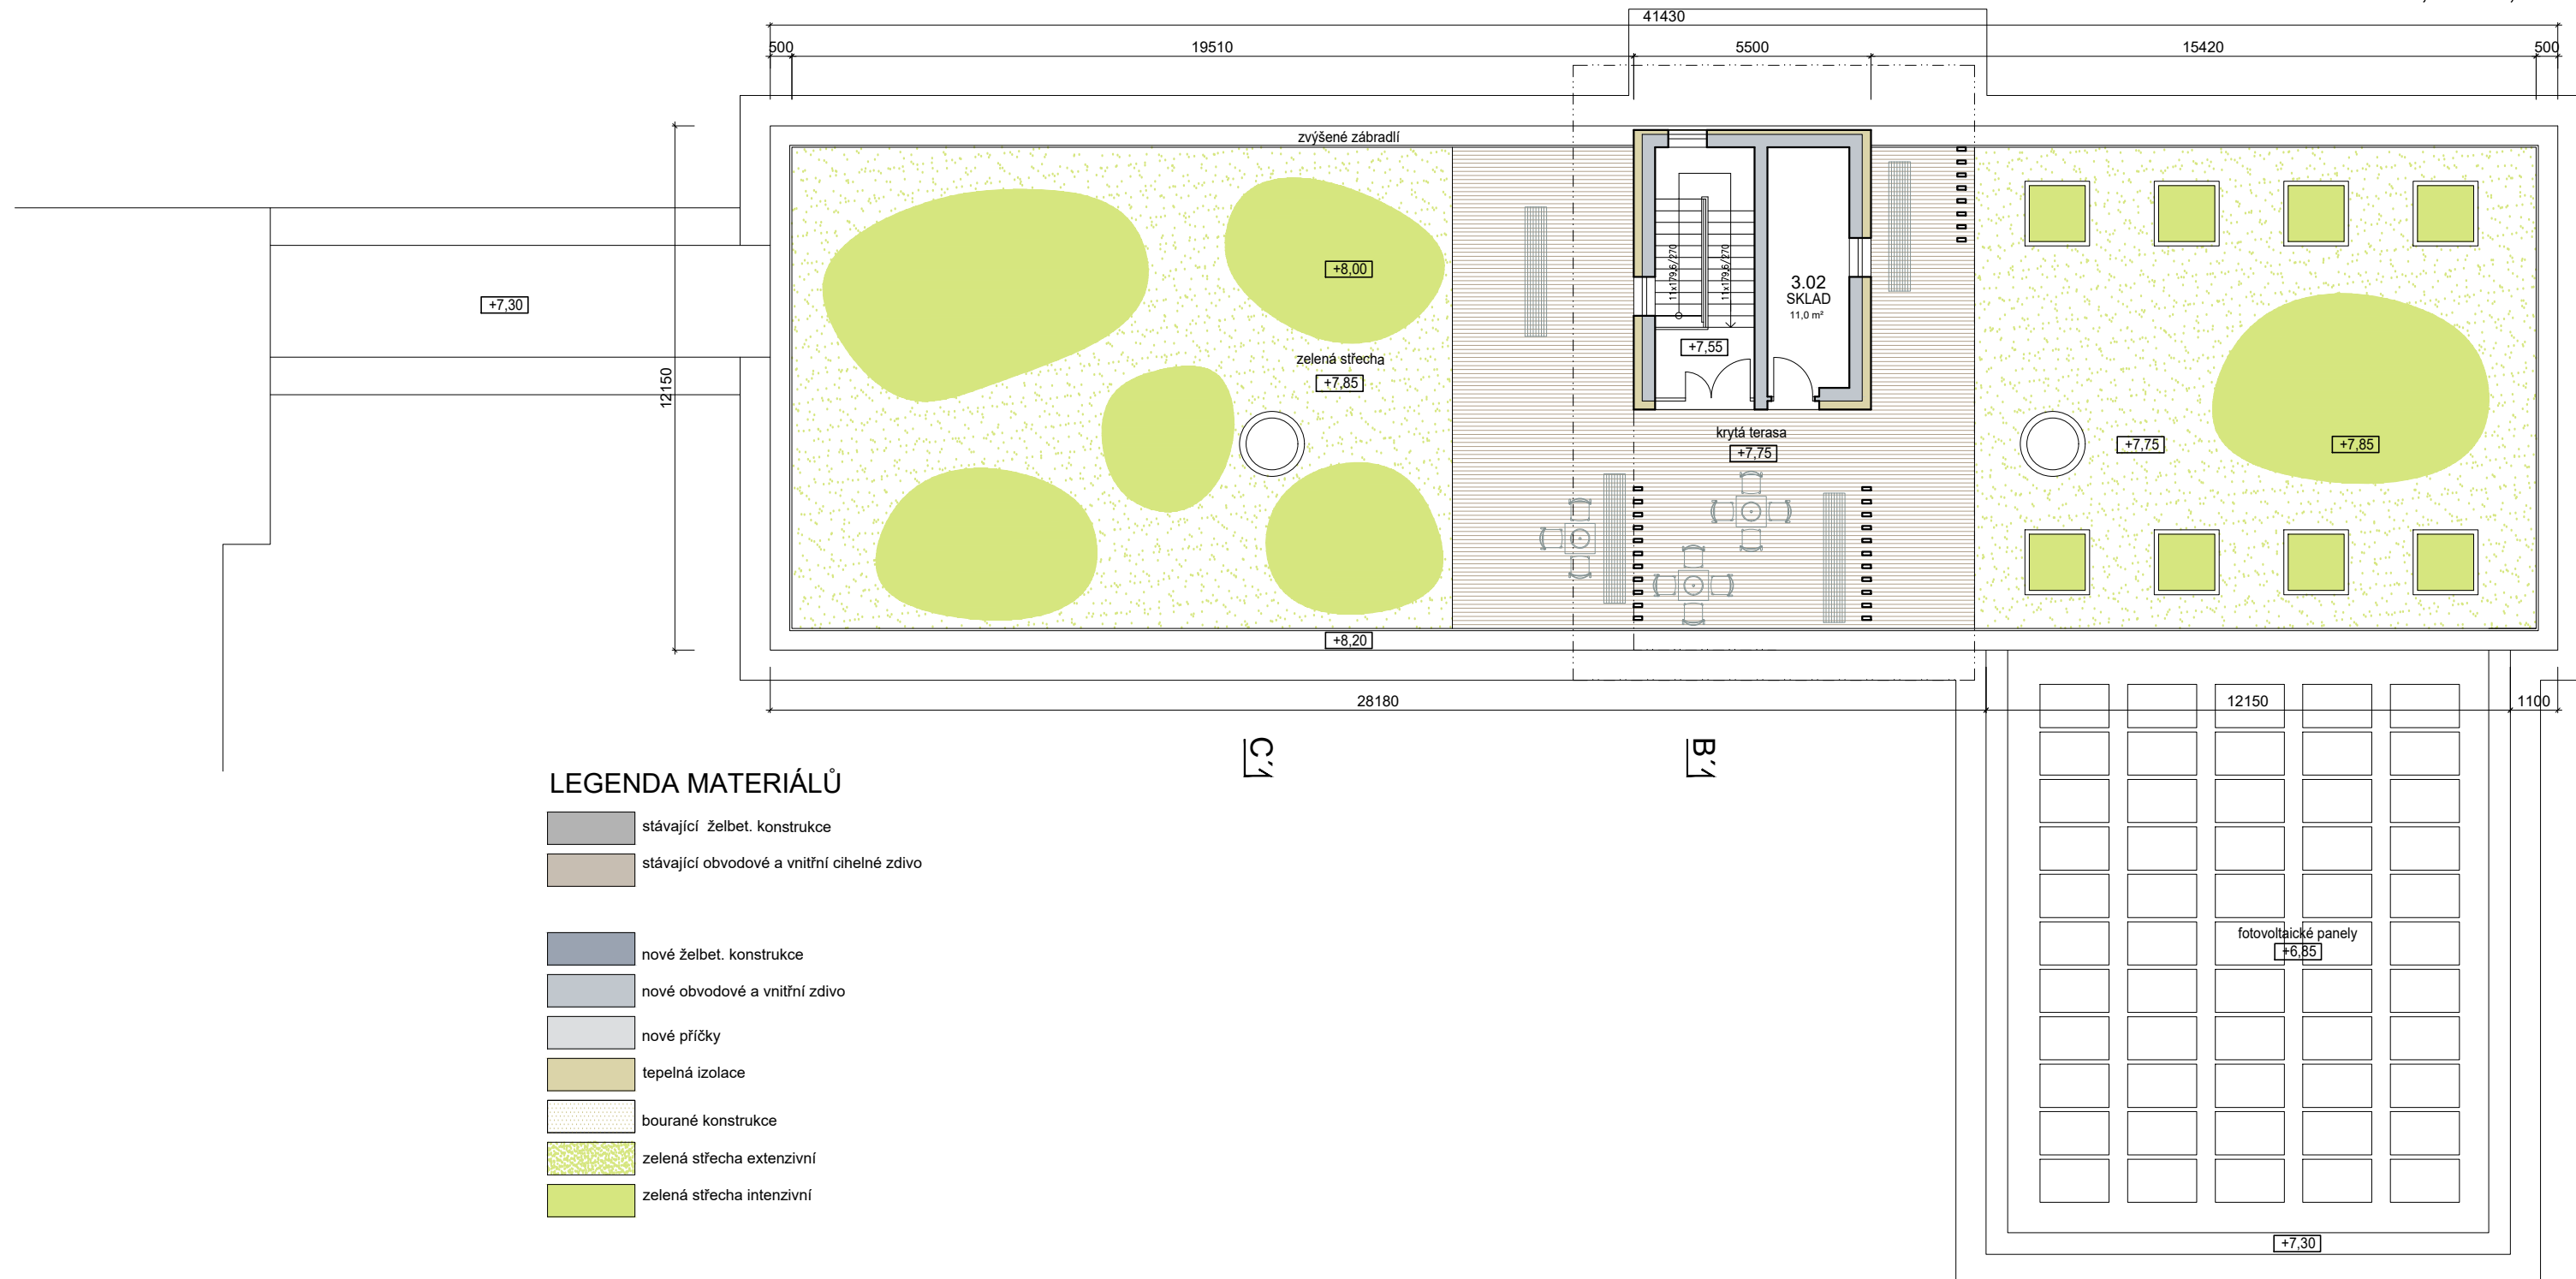 41430
500
19510
5500
15420
500
zvýšené zábradlí
+8,00
+7,30
11x179,6/270
11x179,6/270
3.02
SKLAD
11,0 m²
+7,55
zelená střecha
+7,85
12150
krytá terasa
+7,75
+7,75
+7,85
+8,20
28180
12150
1100
C'1
B'1
LEGENDA MATERIÁLŮ
stávající želbet. konstrukce
stávající obvodové a vnitřní cihelné zdivo
nové želbet. konstrukce
nové obvodové a vnitřní zdivo
nové příčky
tepelná izolace
bourané konstrukce
zelená střecha extenzivní
zelená střecha intenzivní
fotovoltaické panely
+6,85
+7,30